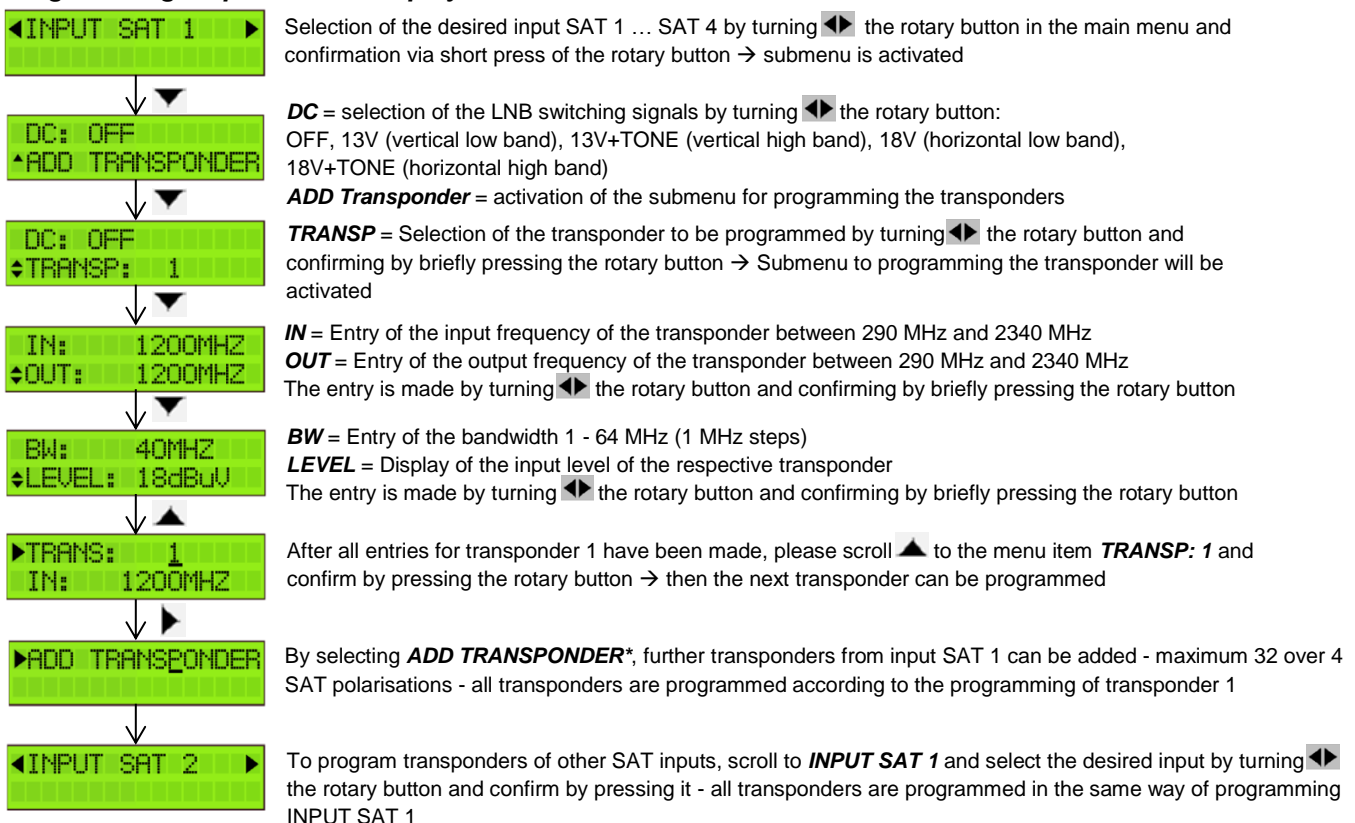 ◄INPUT SAT 1 ►
Selection of the desired input SAT 1 … SAT 4 by turning ◄► the rotary button in the main menu and
confirmation via short press of the rotary button → submenu is activated
DC: OFF
▲ADD TRANSPONDER
DC = selection of the LNB switching signals by turning ◄► the rotary button:
OFF, 13V (vertical low band), 13V+TONE (vertical high band), 18V (horizontal low band),
18V+TONE (horizontal high band)
ADD Transponder = activation of the submenu for programming the transponders
DC: OFF
TRANSP: 1
TRANSP = Selection of the transponder to be programmed by turning ◄► the rotary button and
confirming by briefly pressing the rotary button → Submenu to programming the transponder will be
activated
IN: 1200MHZ
OUT: 1200MHZ
IN = Entry of the input frequency of the transponder between 290 MHz and 2340 MHz
OUT = Entry of the output frequency of the transponder between 290 MHz and 2340 MHz
The entry is made by turning ◄► the rotary button and confirming by briefly pressing the rotary button
BW: 40MHZ
LEVEL: 18dBuV
BW = Entry of the bandwidth 1 - 64 MHz (1 MHz steps)
LEVEL = Display of the input level of the respective transponder
The entry is made by turning ◄► the rotary button and confirming by briefly pressing the rotary button
►TRANS: 1
IN: 1200MHZ
After all entries for transponder 1 have been made, please scroll ▲ to the menu item TRANSP: 1 and
confirm by pressing the rotary button → then the next transponder can be programmed
►ADD TRANSPONDER
By selecting ADD TRANSPONDER*, further transponders from input SAT 1 can be added - maximum 32 over 4
SAT polarisations - all transponders are programmed according to the programming of transponder 1
◄INPUT SAT 2 ►
To program transponders of other SAT inputs, scroll to INPUT SAT 1 and select the desired input by turning ◄►
the rotary button and confirm by pressing it - all transponders are programmed in the same way of programming
INPUT SAT 1